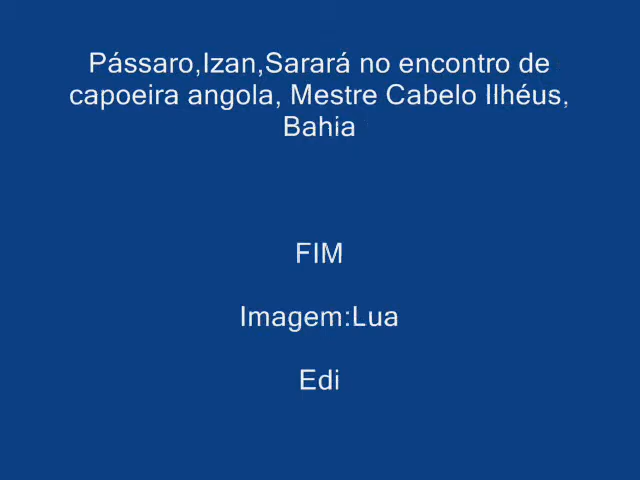 Pássaro,Izan,Sarará no encontro de
capoeira angola, Mestre Cabelo Ilhéus,
Bahia
FIM
Imagem:Lua
Edi